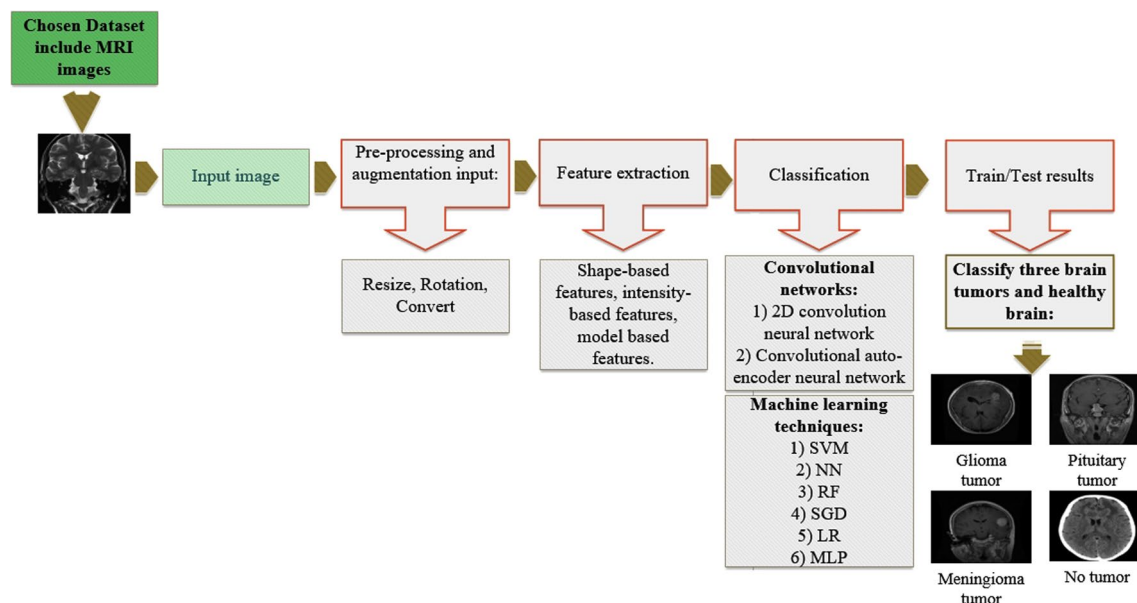 Chosen Dataset
include MRI
images
Input image
Pre-processing and
augmentation input:
Feature extraction
Classification
Train/Test results
Resize, Rotation,
Convert
Shape-based
features, intensity-
based features,
model based
features.
Convolutional
networks:
1) 2D convolution
neural network
2) Convolutional auto-
encoder neural network
Machine learning
techniques:
1) SVM
2) NN
3) RF
4) SGD
5) LR
6) MLP
Classify three brain
tumors and healthy
brain:
Glioma
tumor
Pituitary
tumor
Meningioma
tumor
No tumor